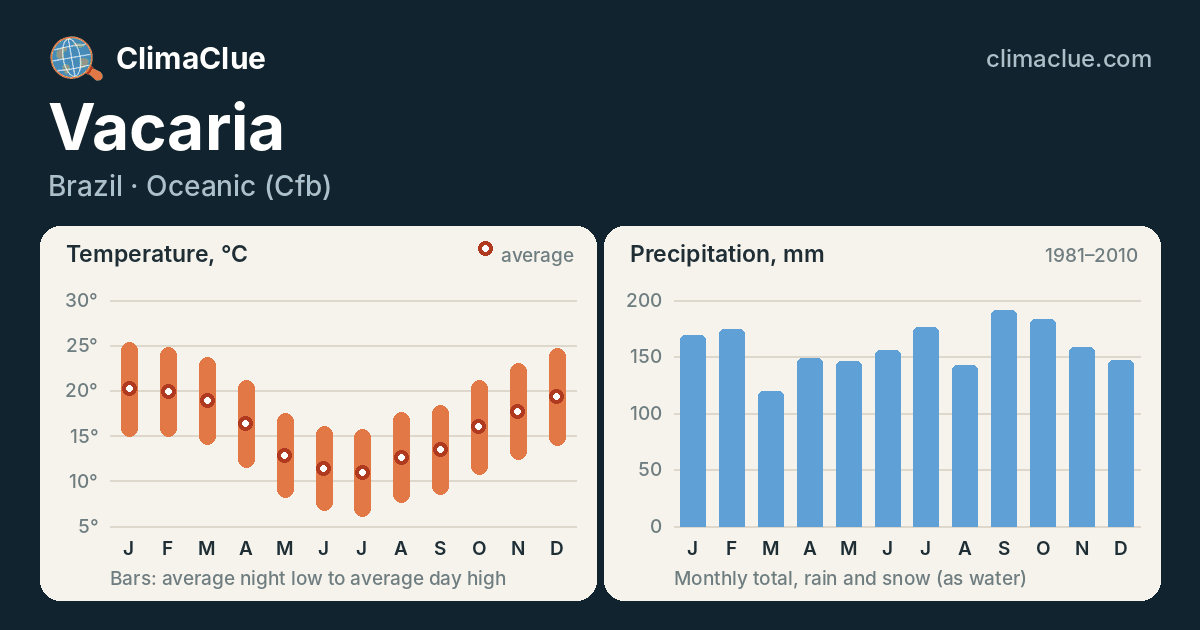 ClimaClue
climaclue.com
Vacaria
Brazil · Oceanic (Cfb)
Temperature, °C
average
30°
25°
20°
15°
10°
5°
J F M A M J J A S O N D
Bars: average night low to average day high
Precipitation, mm
1981–2010
200
150
100
50
0
J F M A M J J A S O N D
Monthly total, rain and snow (as water)